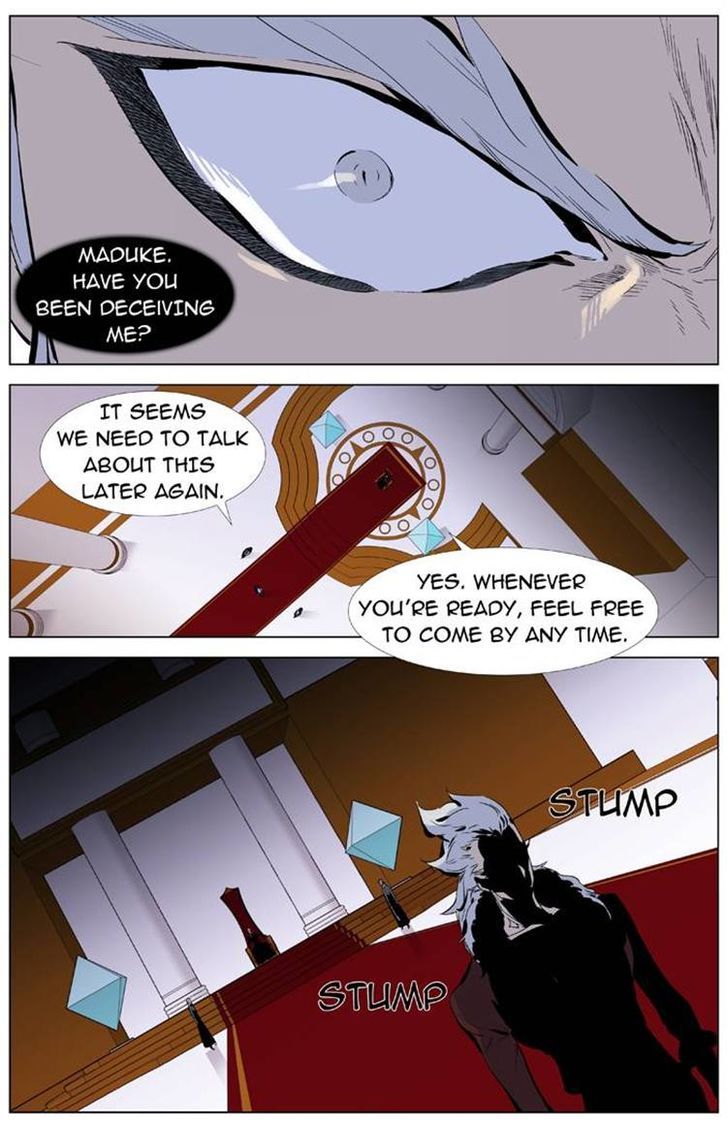 MADUKE.
HAVE YOU
BEEN DECEIVING
ME?
IT SEEMS
WE NEED TO TALK
ABOUT THIS
LATER AGAIN.
YES. WHENEVER
YOU'RE READY, FEEL FREE
TO COME BY ANY TIME.
STUMP
STUMP